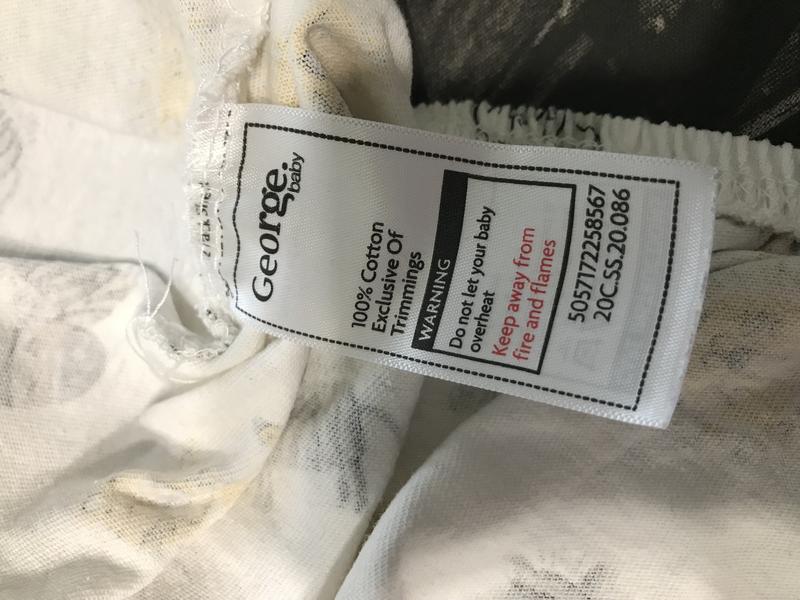 George.
baby
100% Cotton
Exclusive Of
Trimmings
WARNING
Do not let your baby
overheat
Keep away from
fire and flames
5057172258567
20C.SS.20.086